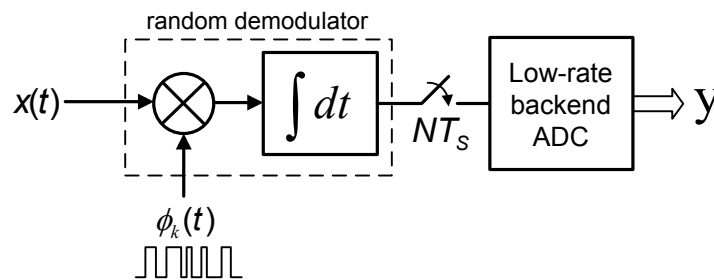 random demodulator
x(t)
∫ dt
NT_S
Low-rate
backend
ADC
y
ϕ_k(t)